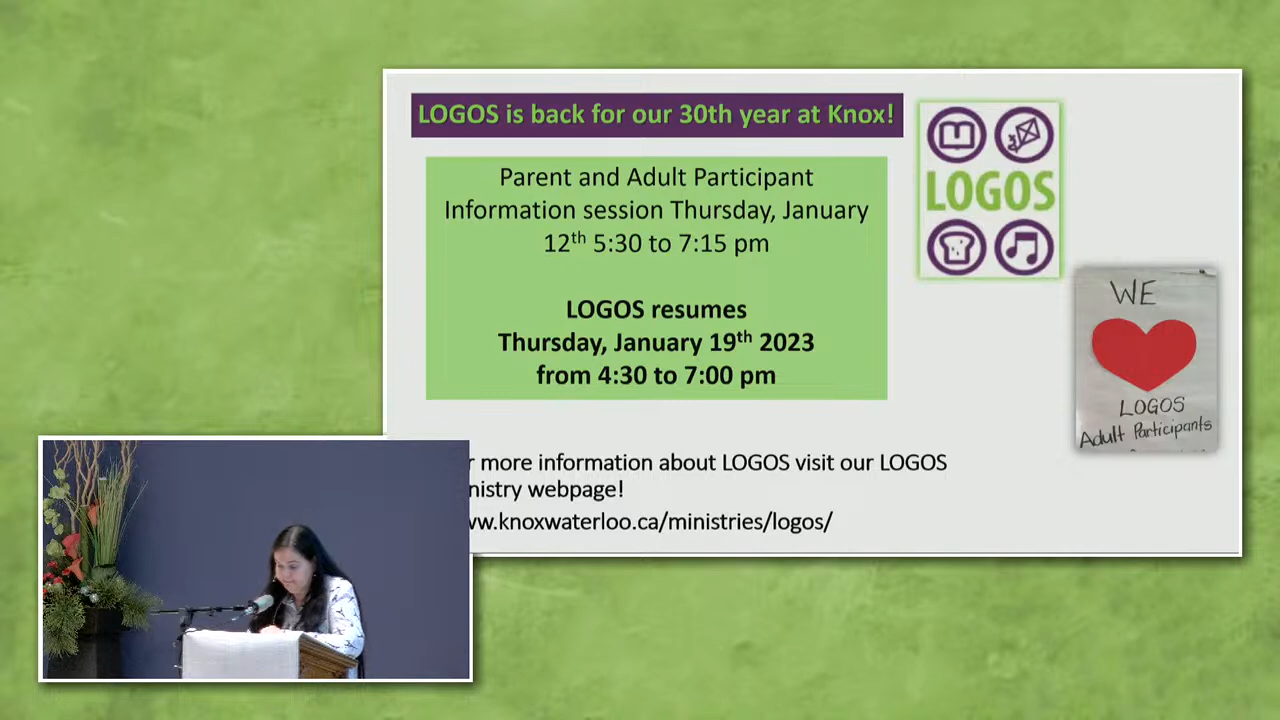 LOGOS is back for our 30th year at Knox!
Parent and Adult Participant
Information session Thursday, January
12th 5:30 to 7:15 pm
LOGOS resumes
Thursday, January 19th 2023
from 4:30 to 7:00 pm
LOGOS
WE
LOGOS
Adult Participants
r more information about LOGOS visit our LOGOS
nistry webpage!
ww.knoxwaterloo.ca/ministries/logos/